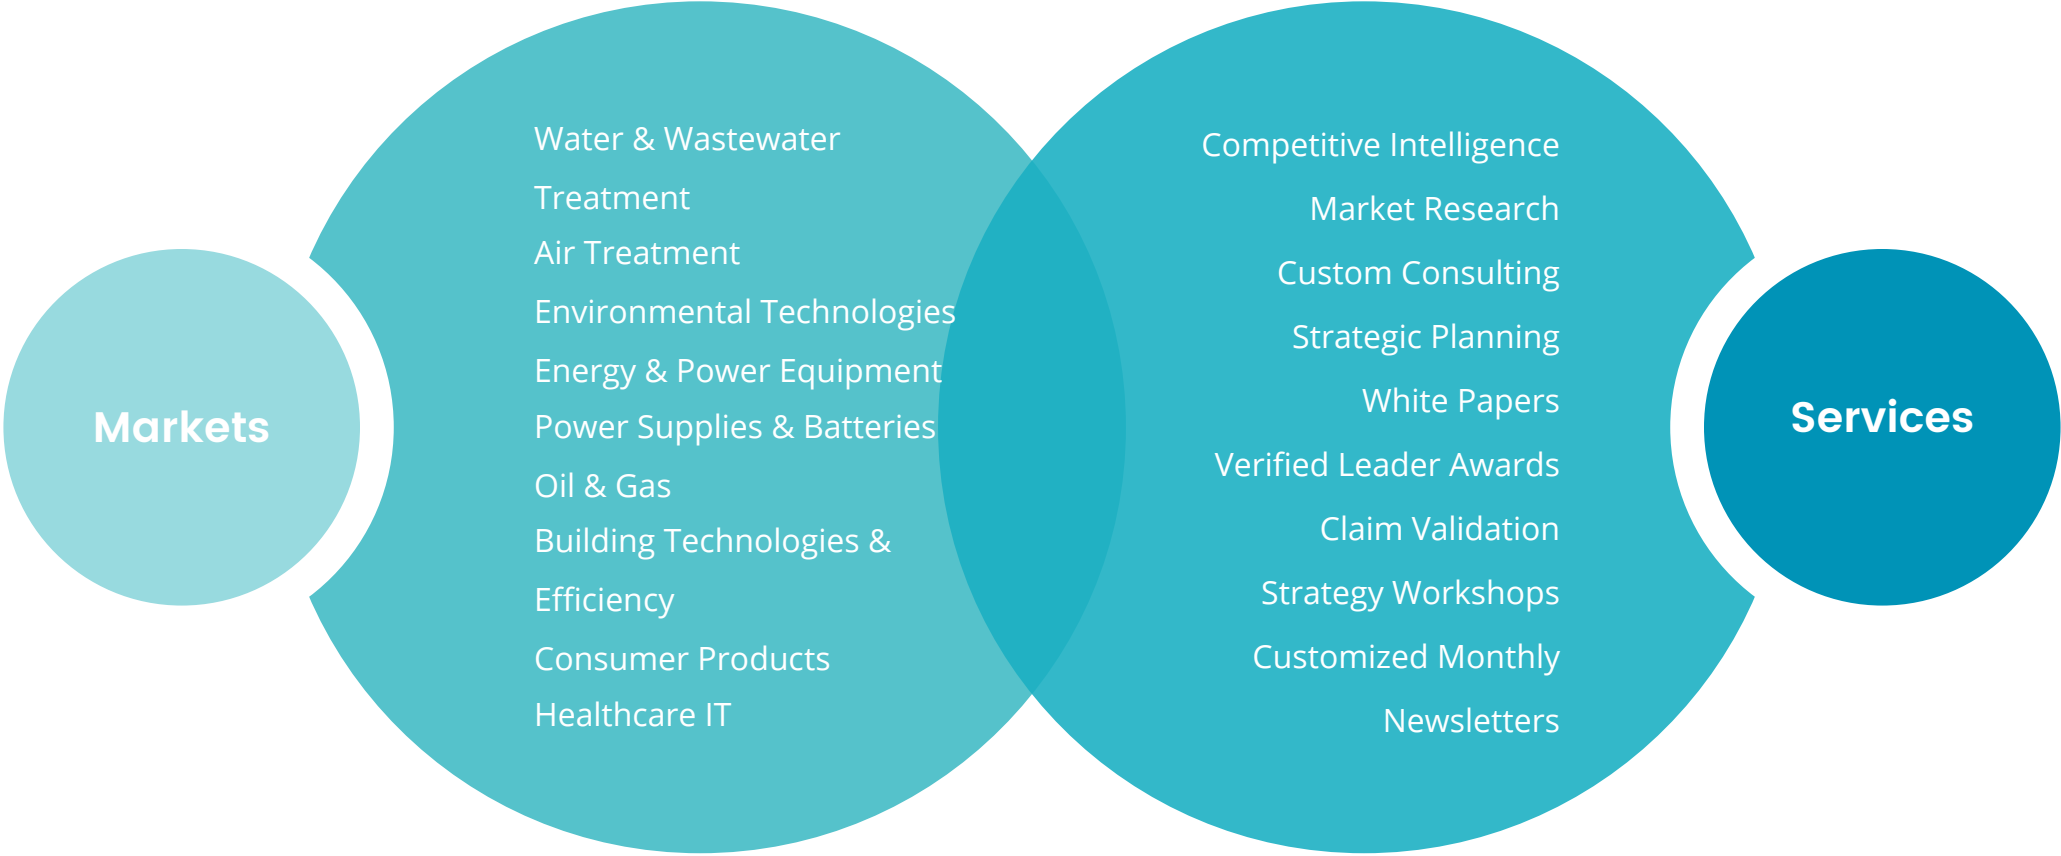 Markets
Water & Wastewater
Treatment
Air Treatment
Environmental Technologies
Energy & Power Equipment
Power Supplies & Batteries
Oil & Gas
Building Technologies &
Efficiency
Consumer Products
Healthcare IT
Competitive Intelligence
Market Research
Custom Consulting
Strategic Planning
White Papers
Verified Leader Awards
Claim Validation
Strategy Workshops
Customized Monthly
Newsletters
Services